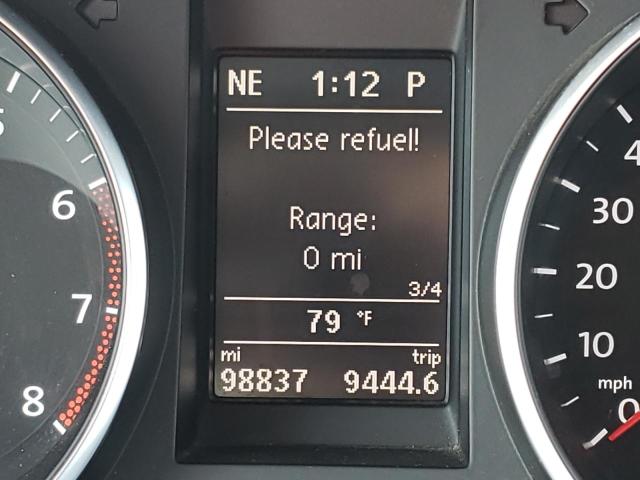 NE 1:12 P
Please refuel!
Range:
0 mi
3/4
79 °F
mi trip
98837 9444.6
6
7
8
30
20
10
mph
0